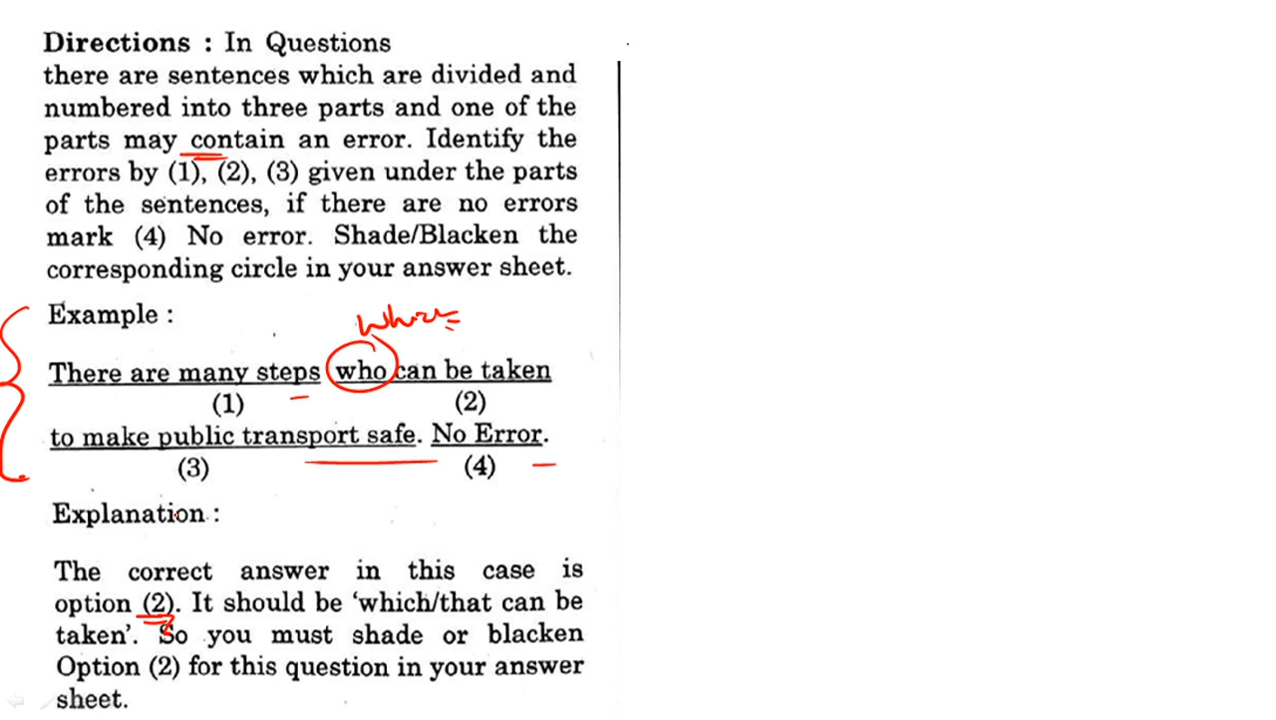 Directions : In Questions
there are sentences which are divided and
numbered into three parts and one of the
parts may contain an error. Identify the
errors by (1), (2), (3) given under the parts
of the sentences, if there are no errors
mark (4) No error. Shade/Blacken the
corresponding circle in your answer sheet.
Example :
There are many steps who can be taken
(1) (2)
to make public transport safe. No Error.
(3) (4)
Explanation :
The correct answer in this case is
option (2). It should be ‘which/that can be
taken’. So you must shade or blacken
Option (2) for this question in your answer
sheet.